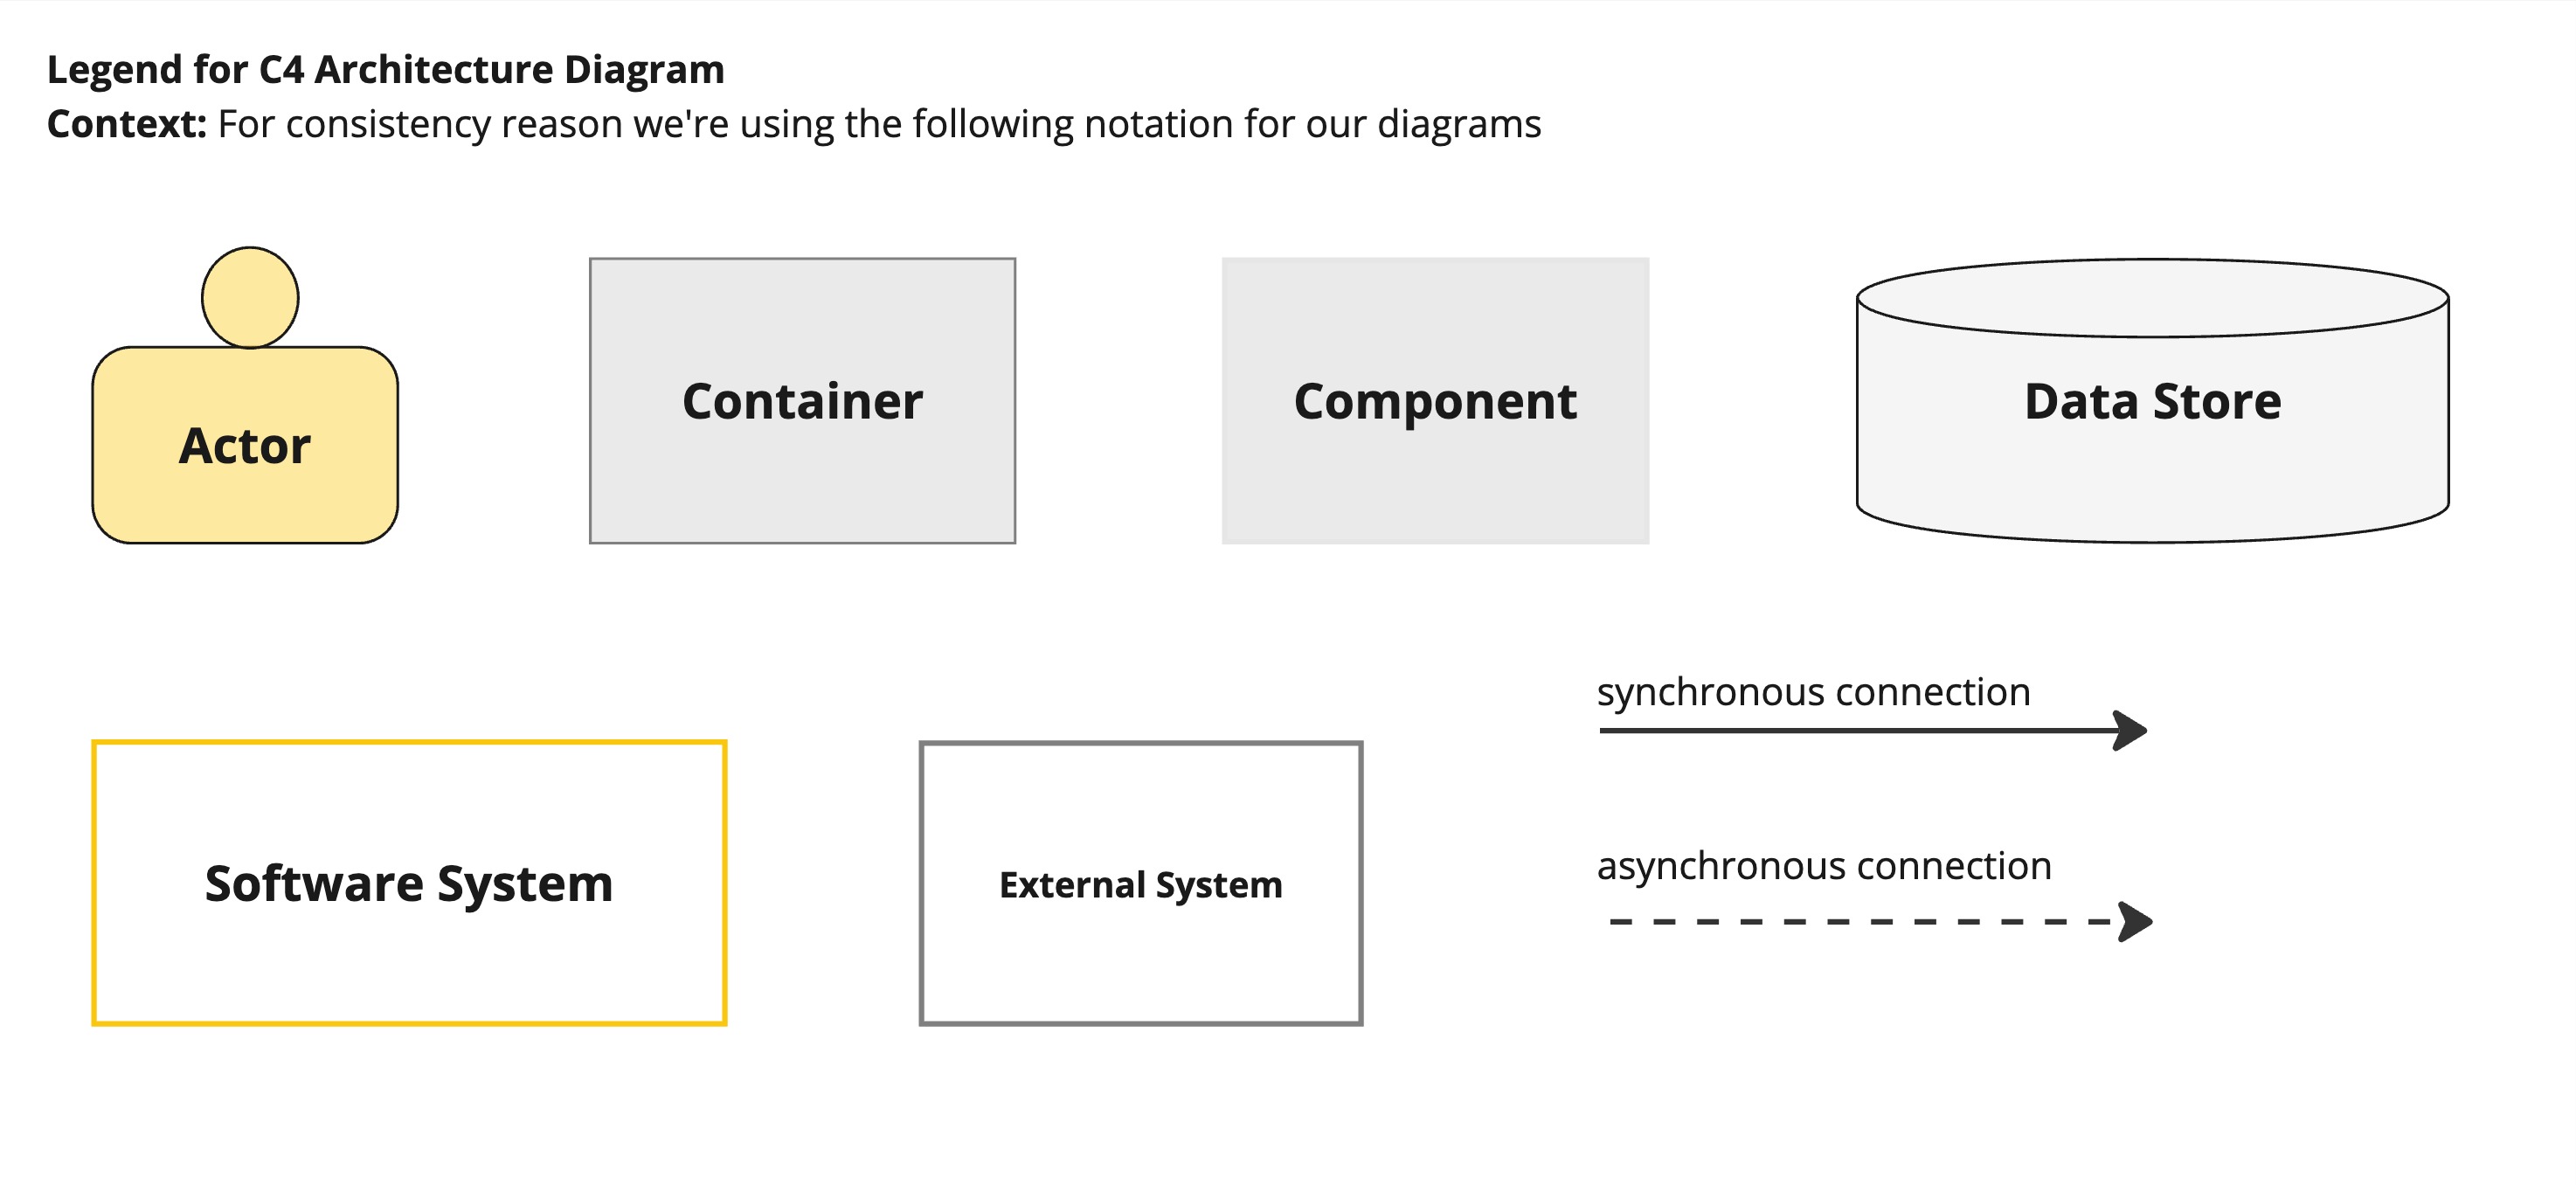 Legend for C4 Architecture Diagram
Context: For consistency reason we're using the following notation for our diagrams
Actor
Container
Component
Data Store
Software System
External System
synchronous connection
asynchronous connection